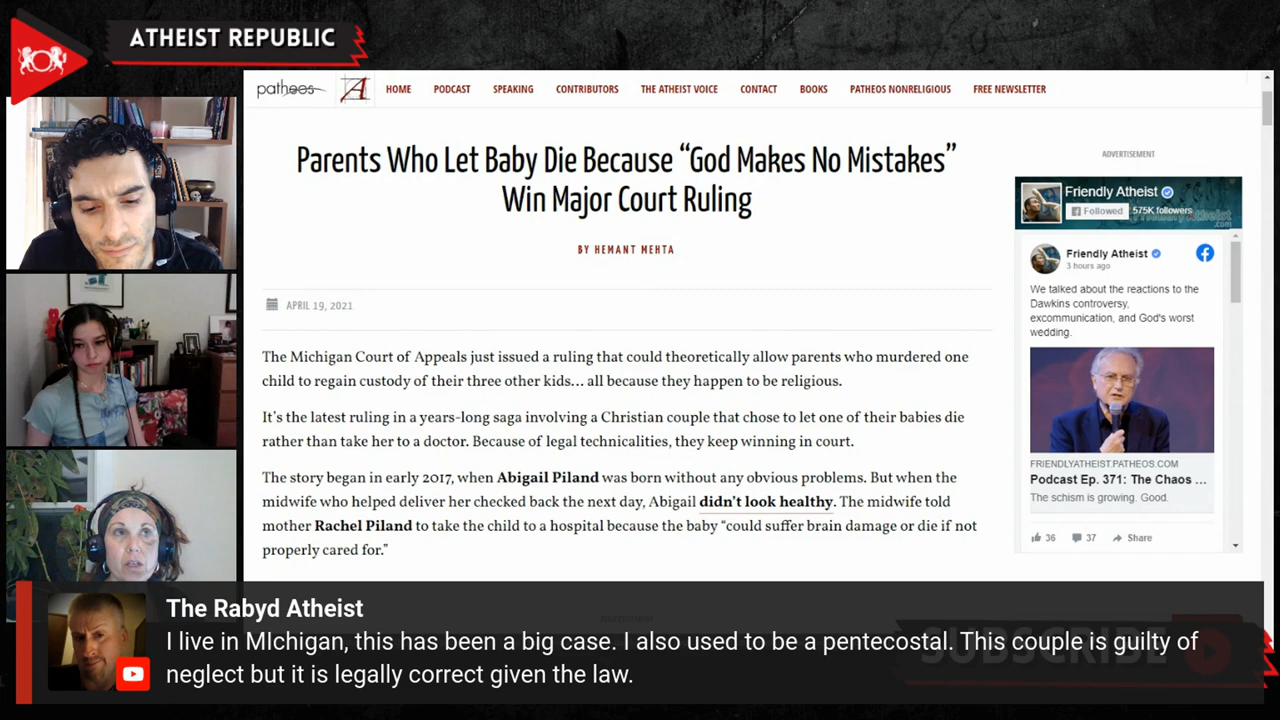 ATHEIST REPUBLIC
patheos
A
HOME
PODCAST
SPEAKING
CONTRIBUTORS
THE ATHEIST VOICE
CONTACT
BOOKS
PATHEOS NONRELIGIOUS
FREE NEWSLETTER
Parents Who Let Baby Die Because “God Makes No Mistakes”
Win Major Court Ruling
BY HEMANT MEHTA
APRIL 19, 2021
The Michigan Court of Appeals just issued a ruling that could theoretically allow parents who murdered one
child to regain custody of their three other kids… all because they happen to be religious.
It’s the latest ruling in a years-long saga involving a Christian couple that chose to let one of their babies die
rather than take her to a doctor. Because of legal technicalities, they keep winning in court.
The story began in early 2017, when Abigail Piland was born without any obvious problems. But when the
midwife who helped deliver her checked back the next day, Abigail didn’t look healthy. The midwife told
mother Rachel Piland to take the child to a hospital because the baby “could suffer brain damage or die if not
properly cared for.”
ADVERTISEMENT
Friendly Atheist
Followed
575K followers
Friendly Atheist
3 hours ago
We talked about the reactions to the
Dawkins controversy,
excommunication, and God's worst
wedding.
FRIENDLYATHEIST.PATHEOS.COM
Podcast Ep. 371: The Chaos ...
The schism is growing. Good.
36
37
Share
The Rabyd Atheist
I live in MIchigan, this has been a big case. I also used to be a pentecostal. This couple is guilty of
neglect but it is legally correct given the law.
SUBSCRIBE